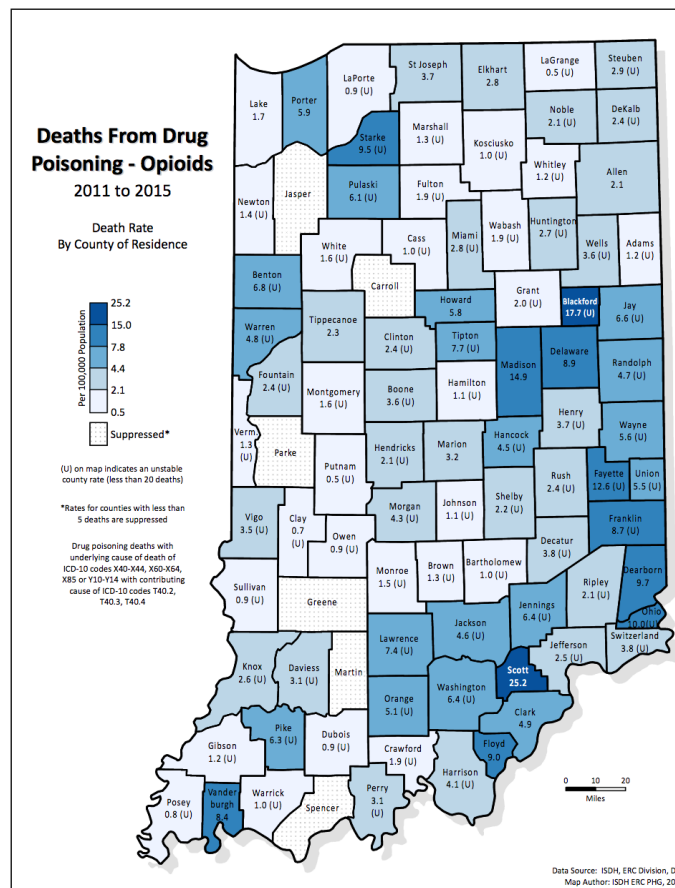 Deaths From Drug
Poisoning - Opioids
2011 to 2015
Death Rate
By County of Residence
Per 100,000 Population
25.2
15.0
7.8
4.4
2.1
0.5
Suppressed*
(U) on map indicates an unstable
county rate (less than 20 deaths)
*Rates for counties with less than
5 deaths are suppressed
Drug poisoning deaths with
underlying cause of death of
ICD-10 codes X40-X44, X60-X64,
X85 or Y10-Y14 with contributing
cause of ICD-10 codes T40.2,
T40.3, T40.4
Lake
1.7
Porter
5.9
LaPorte
0.9 (U)
St Joseph
3.7
Elkhart
2.8
LaGrange
0.5 (U)
Steuben
2.9 (U)
Noble
2.1 (U)
DeKalb
2.4 (U)
Starke
9.5 (U)
Marshall
1.3 (U)
Kosciusko
1.0 (U)
Whitley
1.2 (U)
Allen
2.1
Newton
1.4 (U)
Jasper
Pulaski
6.1 (U)
Fulton
1.9 (U)
Wabash
1.9 (U)
Huntington
2.7 (U)
Miami
2.8 (U)
Wells
3.6 (U)
Adams
1.2 (U)
White
1.6 (U)
Cass
1.0 (U)
Carroll
Benton
6.8 (U)
Grant
2.0 (U)
Blackford
17.7 (U)
Jay
6.6 (U)
Howard
5.8
Warren
4.8 (U)
Tippecanoe
2.3
Clinton
2.4 (U)
Tipton
7.7 (U)
Madison
14.9
Delaware
8.9
Randolph
4.7 (U)
Fountain
2.4 (U)
Montgomery
1.6 (U)
Boone
3.6 (U)
Hamilton
1.1 (U)
Henry
3.7 (U)
Wayne
5.6 (U)
Verm.
1.3
(U)
Parke
Putnam
0.5 (U)
Hendricks
2.1 (U)
Marion
3.2
Hancock
4.5 (U)
Rush
2.4 (U)
Fayette
12.6 (U)
Union
5.5 (U)
Vigo
3.5 (U)
Clay
0.7
(U)
Owen
0.9 (U)
Morgan
4.3 (U)
Johnson
1.1 (U)
Shelby
2.2 (U)
Decatur
3.8 (U)
Franklin
8.7 (U)
Sullivan
0.9 (U)
Greene
Monroe
1.5 (U)
Brown
1.3 (U)
Bartholomew
1.0 (U)
Jennings
6.4 (U)
Ripley
2.1 (U)
Dearborn
9.7
Ohio
10.0(U)
Switzerland
3.8 (U)
Jefferson
2.5 (U)
Jackson
4.6 (U)
Lawrence
7.4 (U)
Knox
2.6 (U)
Daviess
3.1 (U)
Martin
Scott
25.2
Orange
5.1 (U)
Washington
6.4 (U)
Clark
4.9
Pike
6.3 (U)
Dubois
0.9 (U)
Gibson
1.2 (U)
Crawford
1.9 (U)
Floyd
9.0
Harrison
4.1 (U)
Posey
0.8 (U)
Vander
burgh
8.4
Warrick
1.0 (U)
Spencer
Perry
3.1
(U)
0 10 20
Miles
Data Source: ISDH, ERC Division, D
Map Author: ISDH ERC PHG, 20